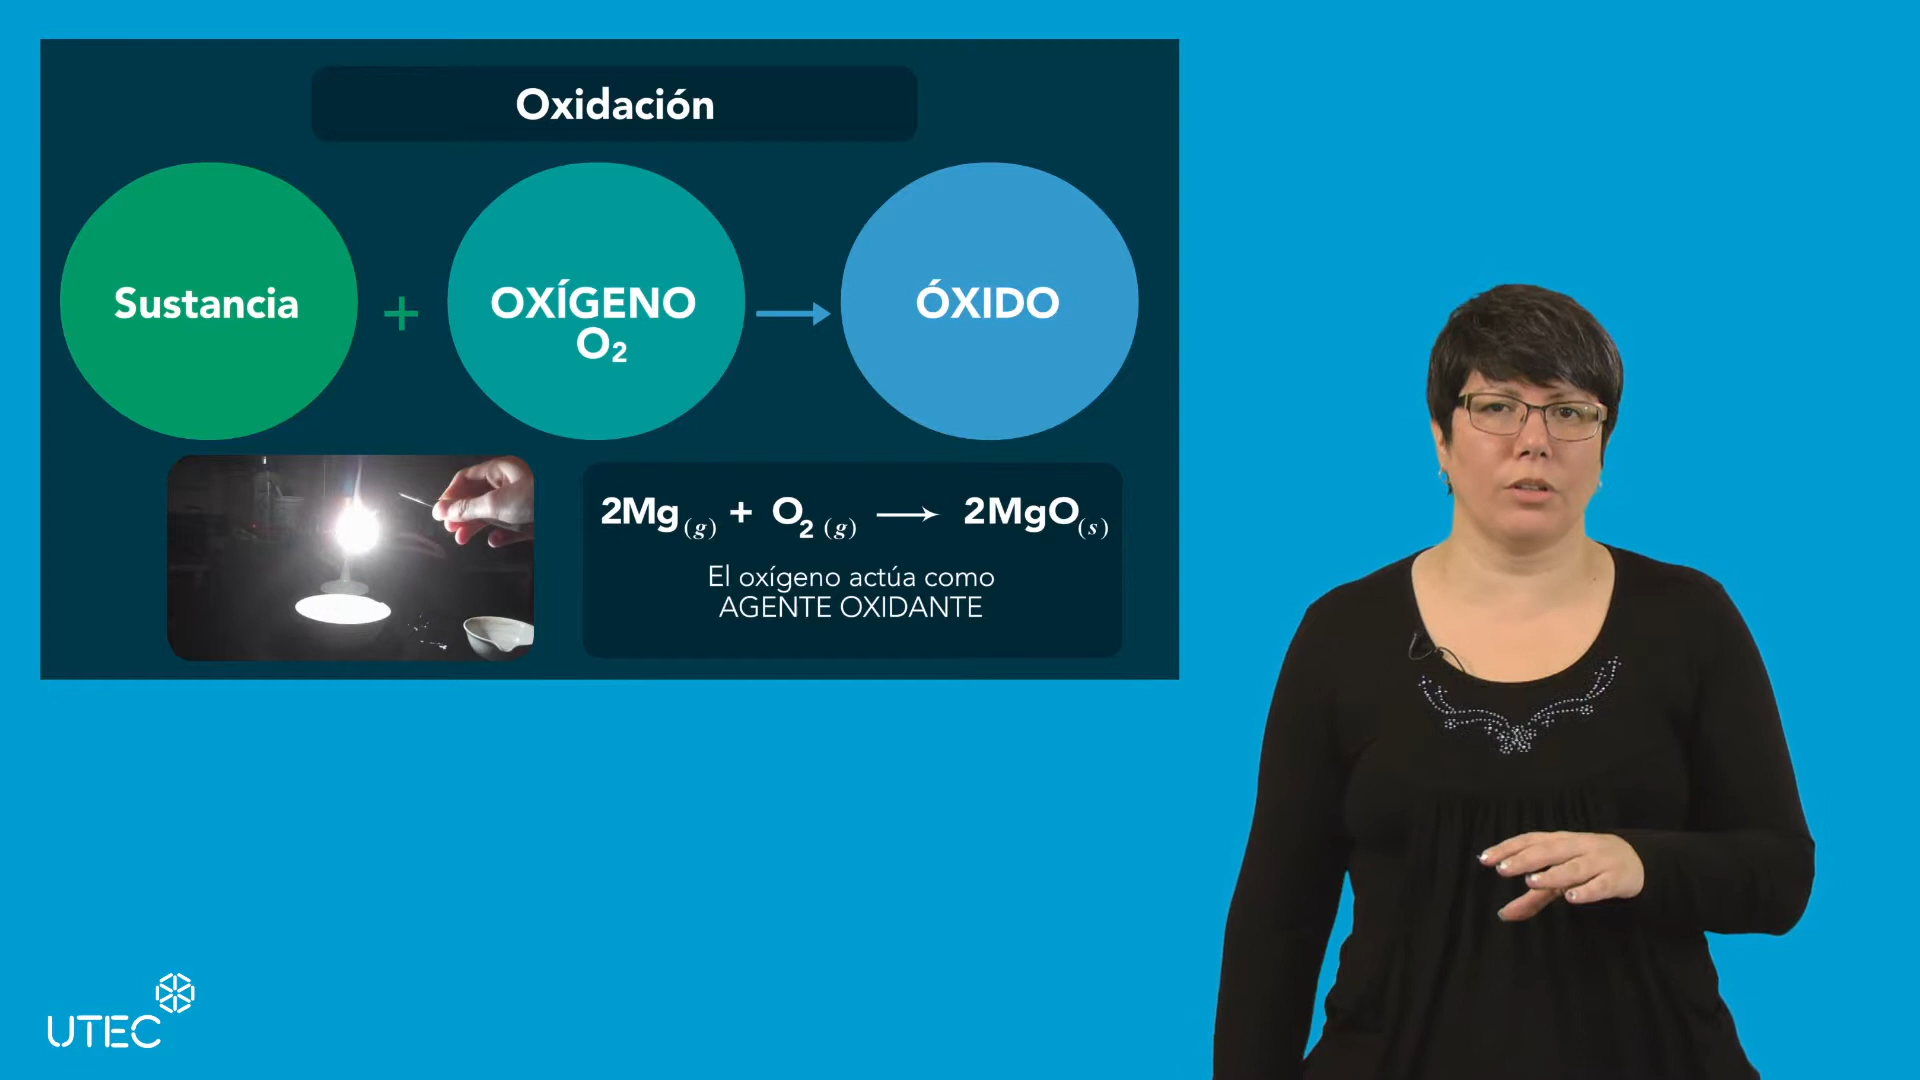 Oxidación
Sustancia + OXÍGENO → ÓXIDO
O₂
2Mg(g) + O₂ (g) ⟶ 2MgO(s)
El oxígeno actúa como
AGENTE OXIDANTE
UTEC